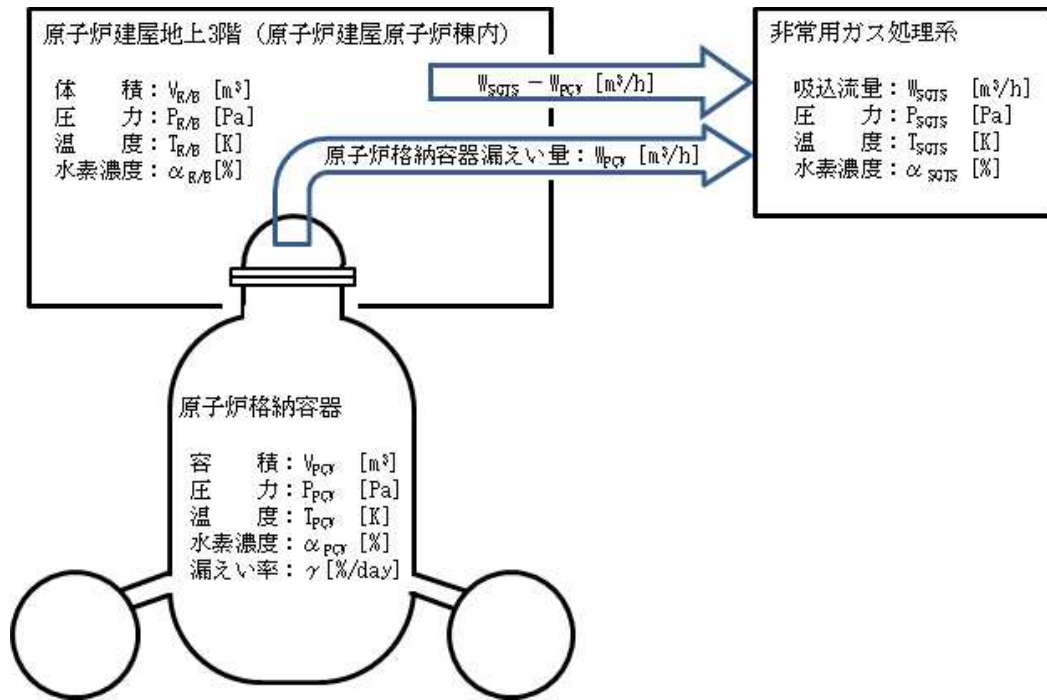 原子炉建屋地上3階（原子炉建屋原子炉棟内）
体　　積：V_R/B [m³]
圧　　力：P_R/B [Pa]
温　　度：T_R/B [K]
水素濃度：α_R/B[%]
W_SGTS − W_PCV [m³/h]
原子炉格納容器漏えい量：W_PCV [m³/h]
非常用ガス処理系
吸込流量：W_SGTS [m³/h]
圧　　力：P_SGTS [Pa]
温　　度：T_SGTS [K]
水素濃度：α_SGTS [%]
原子炉格納容器
容　　積：V_PCV [m³]
圧　　力：P_PCV [Pa]
温　　度：T_PCV [K]
水素濃度：α_PCV [%]
漏えい率：γ[%/day]